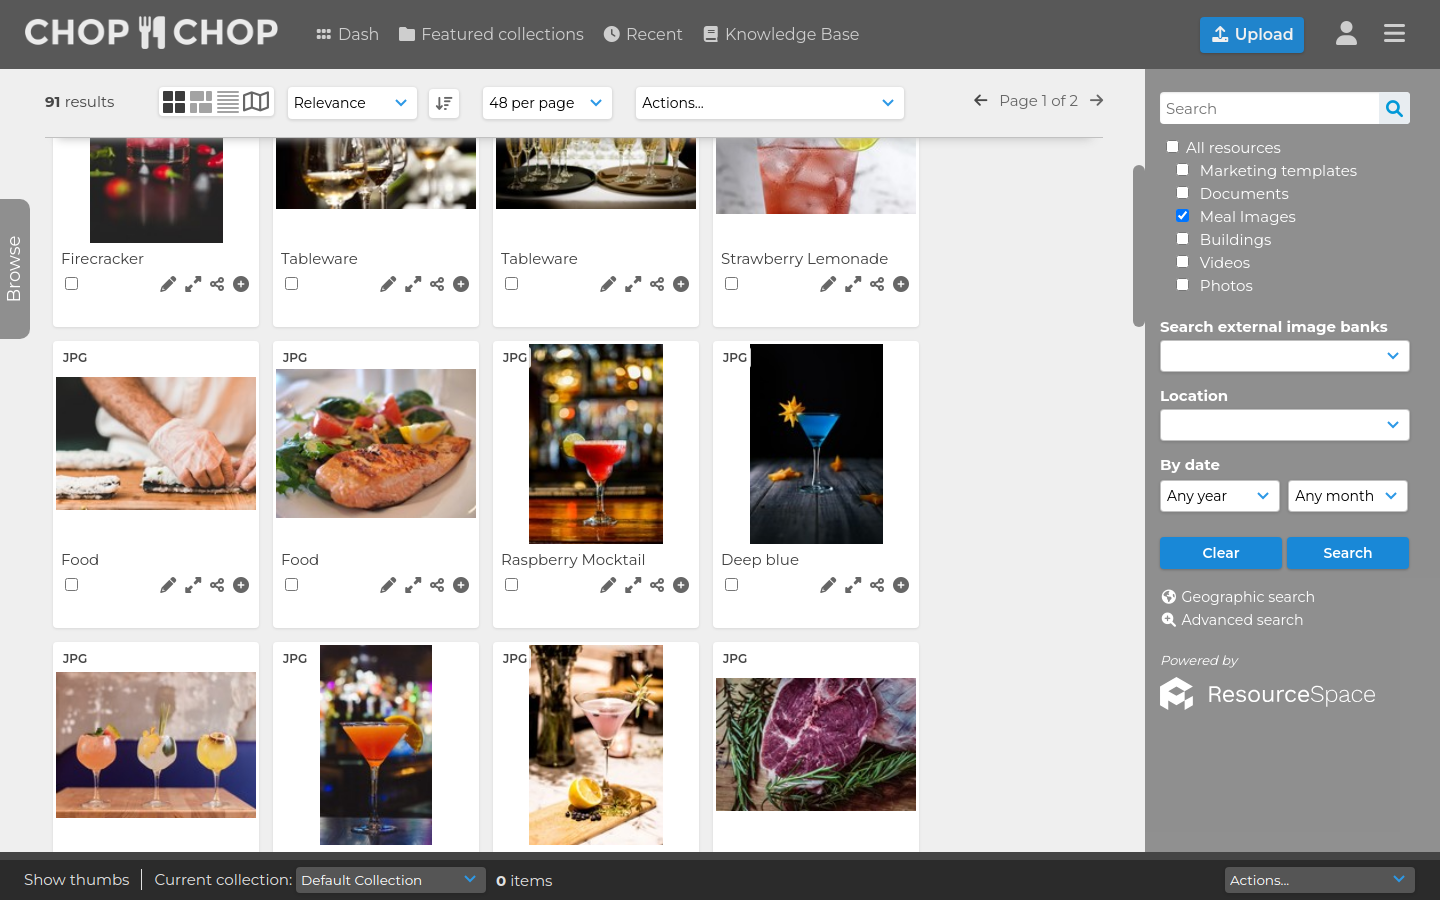 CHOP CHOP
Dash
Featured collections
Recent
Knowledge Base
Upload
91 results
Relevance
48 per page
Actions...
Page 1 of 2
Browse
Firecracker
Tableware
Tableware
Strawberry Lemonade
JPG
JPG
JPG
JPG
Food
Food
Raspberry Mocktail
Deep blue
JPG
JPG
JPG
JPG
Search
All resources
Marketing templates
Documents
Meal Images
Buildings
Videos
Photos
Search external image banks
Location
By date
Any year
Any month
Clear
Search
Geographic search
Advanced search
Powered by
ResourceSpace
Show thumbs
Current collection: Default Collection
0 items
Actions...